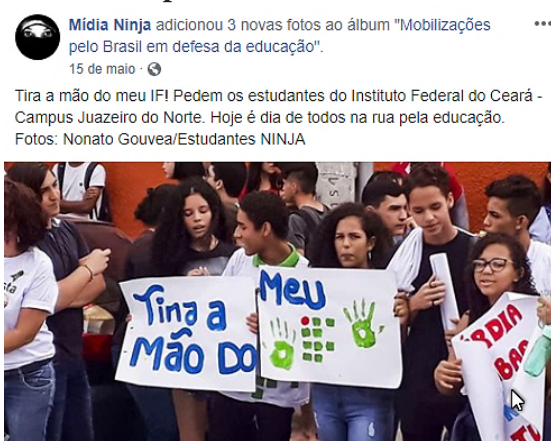 Mídia Ninja adicionou 3 novas fotos ao álbum "Mobilizações
pelo Brasil em defesa da educação".
15 de maio ·
Tira a mão do meu IF! Pedem os estudantes do Instituto Federal do Ceará -
Campus Juazeiro do Norte. Hoje é dia de todos na rua pela educação.
Fotos: Nonato Gouvea/Estudantes NINJA
Tira a
Mão do
Meu